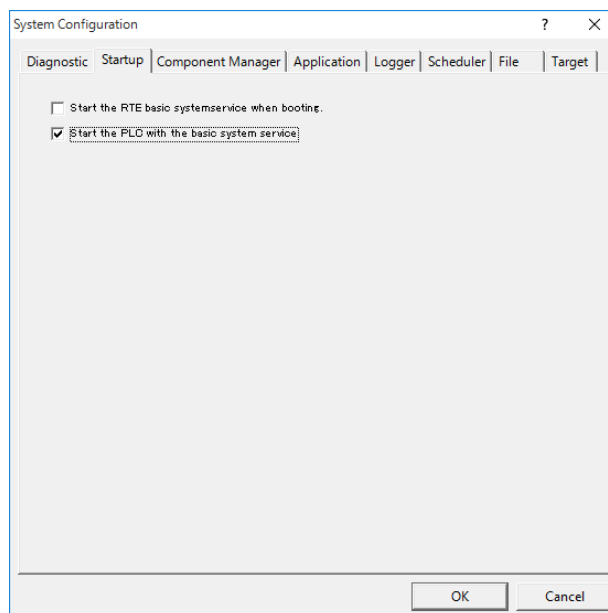 System Configuration ? ×
Diagnostic Startup Component Manager Application Logger Scheduler File Target
Start the RTE basic systemservice when booting.
Start the PLC with the basic system service
OK Cancel